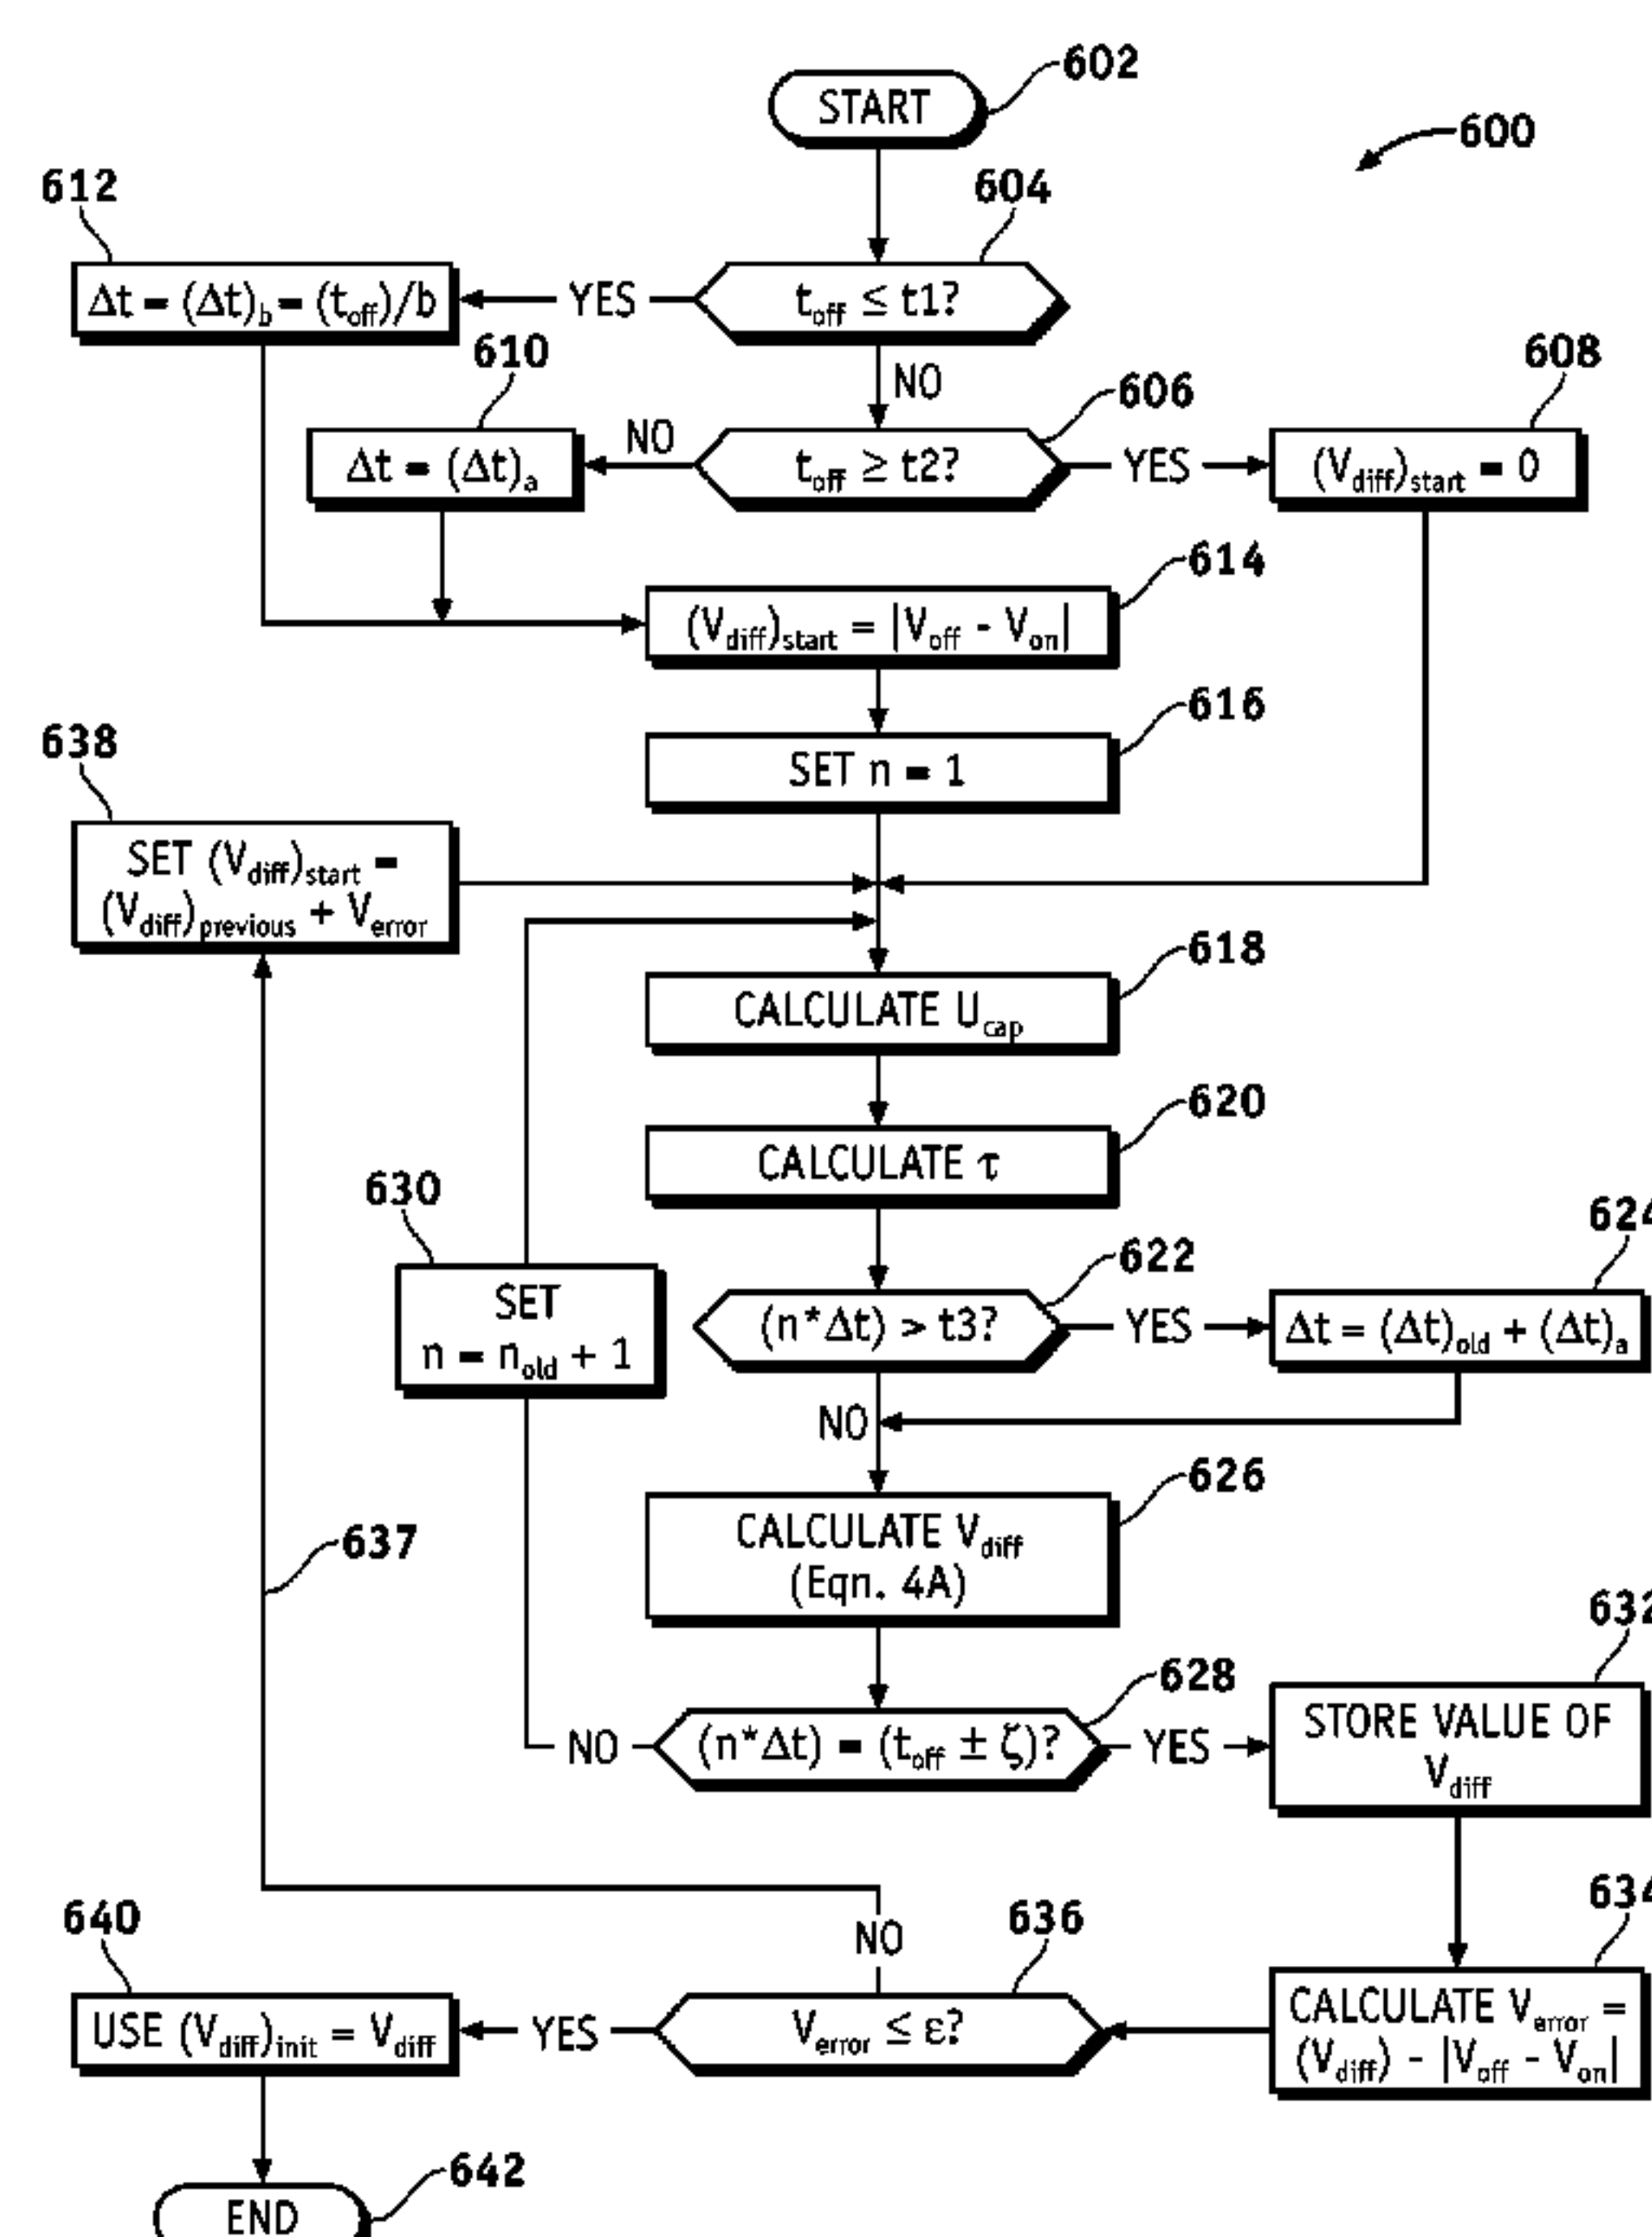 START
602
600
612
604
Δt = (Δt)b = (toff)/b
YES
toff ≤ t1?
610
NO
608
606
Δt = (Δt)a
NO
toff ≥ t2?
YES
(Vdiff)start = 0
614
(Vdiff)start = |Voff - Von|
616
SET n = 1
638
SET (Vdiff)start =
(Vdiff)previous + Verror
618
CALCULATE Ucap
620
CALCULATE τ
630
SET
n = nold + 1
622
624
(n*Δt) > t3?
YES
Δt = (Δt)old + (Δt)a
NO
626
CALCULATE Vdiff
(Eqn. 4A)
637
628
632
NO
(n*Δt) = (toff ± ζ)?
YES
STORE VALUE OF
Vdiff
640
NO
636
634
USE (Vdiff)init = Vdiff
YES
Verror ≤ ε?
CALCULATE Verror =
(Vdiff) - |Voff - Von|
642
END